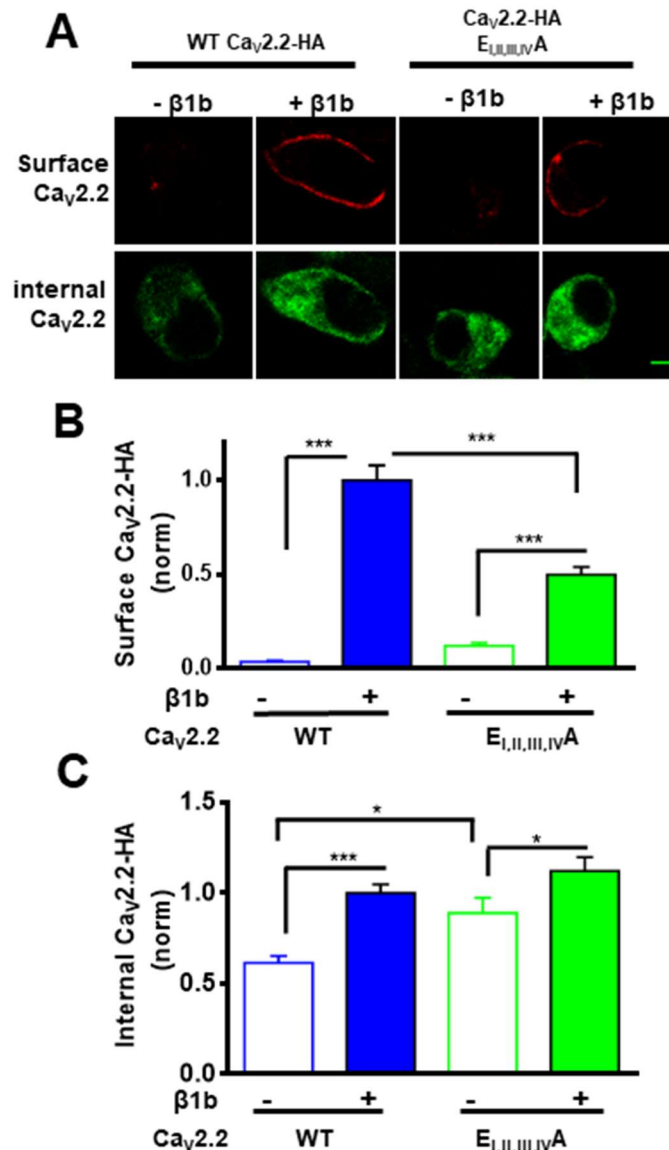 A
WT CaV2.2-HA
CaV2.2-HA
EI,II,III,IVA
- β1b
+ β1b
- β1b
+ β1b
Surface
CaV2.2
internal
CaV2.2
B
Surface CaV2.2-HA
(norm)
1.0
0.5
0.0
***
***
***
β1b
-
+
-
+
CaV2.2
WT
EI,II,III,IVA
C
Internal CaV2.2-HA
(norm)
1.5
1.0
0.5
0.0
*
***
*
β1b
-
+
-
+
CaV2.2
WT
EI,II,III,IVA